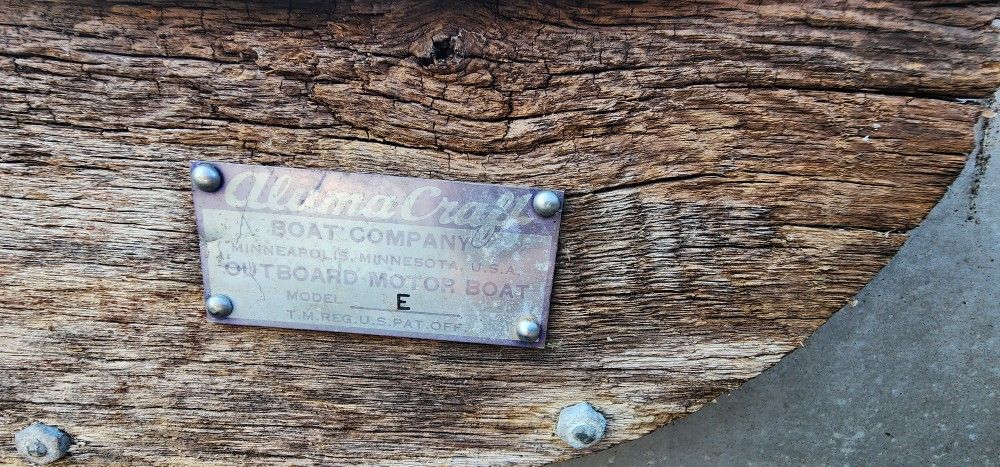 AlumaCraft
BOAT COMPANY
MINNEAPOLIS, MINNESOTA, U.S.A.
OUTBOARD MOTOR BOAT
MODEL E
T.M. REG. U.S. PAT. OFF.